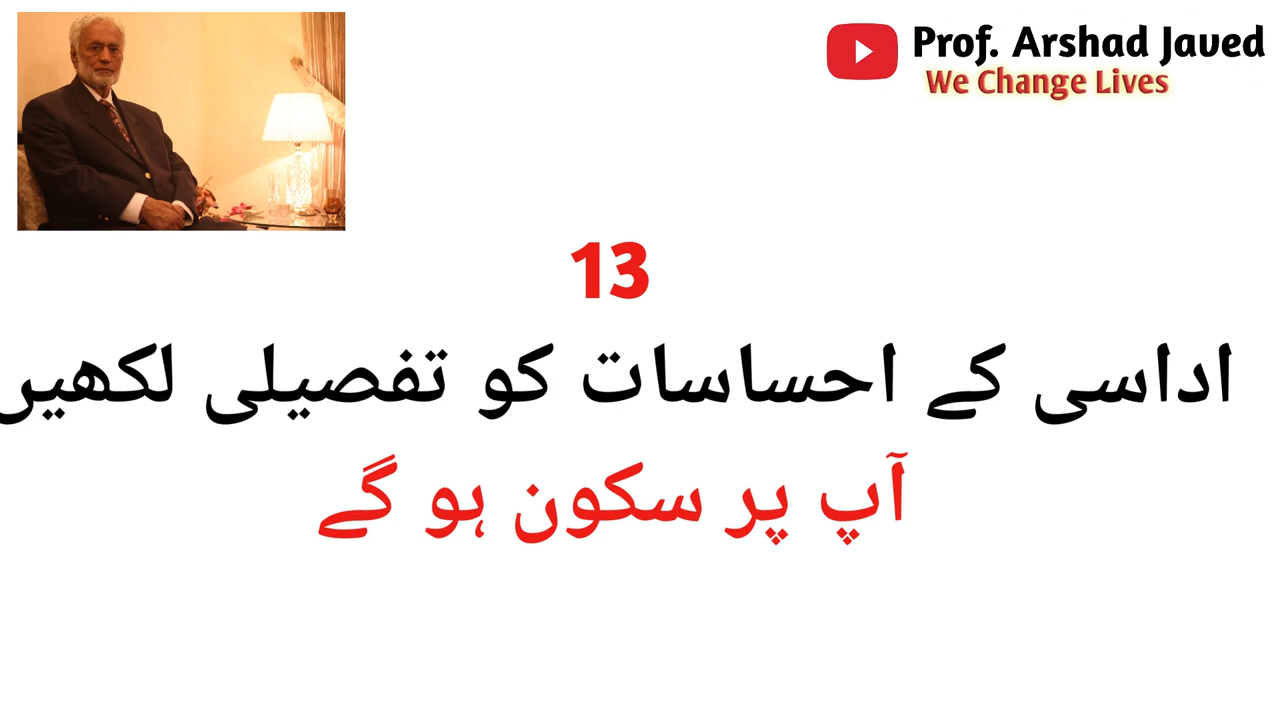 Prof. Arshad Javed
We Change Lives
13
اداسی کے احساسات کو تفصیلی لکھیں
آپ پر سکون ہو گے